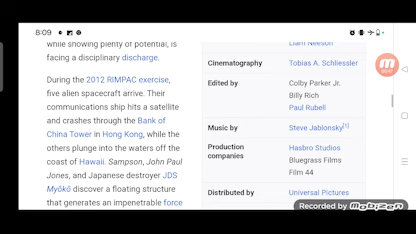 8:09
while showing plenty of potential, is
facing a disciplinary discharge.
During the 2012 RIMPAC exercise,
five alien spacecraft arrive. Their
communications ship hits a satellite
and crashes through the Bank of
China Tower in Hong Kong, while the
others plunge into the waters off the
coast of Hawaii. Sampson, John Paul
Jones, and Japanese destroyer JDS
Myōkō discover a floating structure
that generates an impenetrable force
Liam Neeson
Cinematography Tobias A. Schliessler
Edited by Colby Parker Jr.
Billy Rich
Paul Rubell
Music by Steve Jablonsky[1]
Production
companies
Hasbro Studios
Bluegrass Films
Film 44
Distributed by Universal Pictures
Recorded by Mobizen